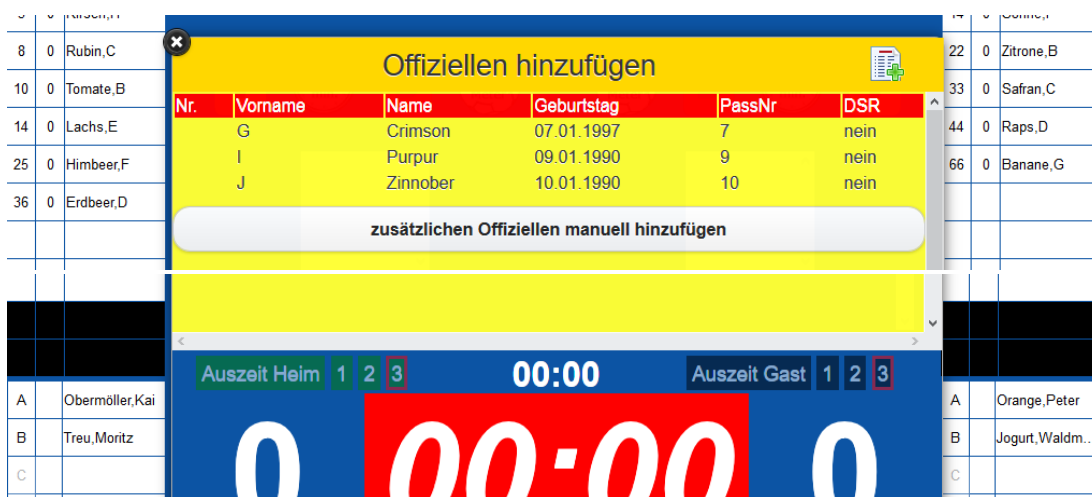 8 0 Rubin,C
10 0 Tomate,B
14 0 Lachs,E
25 0 Himbeer,F
36 0 Erdbeer,D
Offiziellen hinzufügen
Nr. Vorname Name Geburtstag PassNr DSR
G Crimson 07.01.1997 7 nein
I Purpur 09.01.1990 9 nein
J Zinnober 10.01.1990 10 nein
zusätzlichen Offiziellen manuell hinzufügen
22 0 Zitrone,B
33 0 Safran,C
44 0 Raps,D
66 0 Banane,G
Auszeit Heim 1 2 3
00:00
Auszeit Gast 1 2 3
0 00:00 0
A Obermöller,Kai
B Treu,Moritz
C
A Orange,Peter
B Jogurt,Waldm..
C